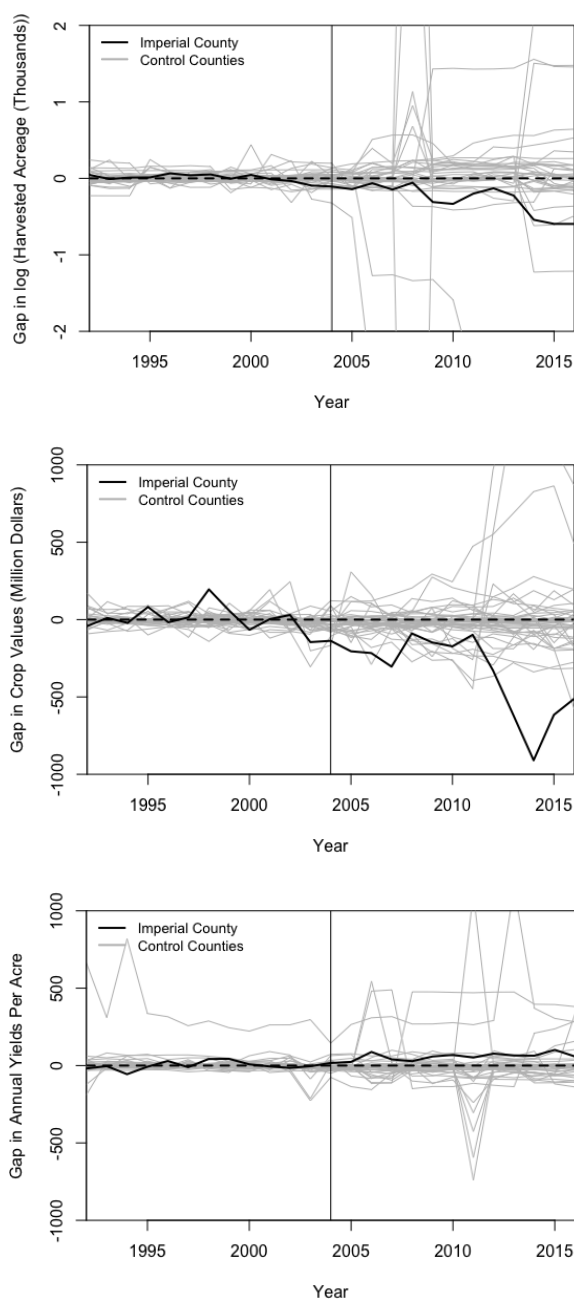 Gap in log (Harvested Acreage (Thousands))
2
1
0
-1
-2
Imperial County
Control Counties
1995 2000 2005 2010 2015
Year
Gap in Crop Values (Million Dollars)
1000
500
0
-500
-1000
Imperial County
Control Counties
1995 2000 2005 2010 2015
Year
Gap in Annual Yields Per Acre
1000
500
0
-500
-1000
Imperial County
Control Counties
1995 2000 2005 2010 2015
Year